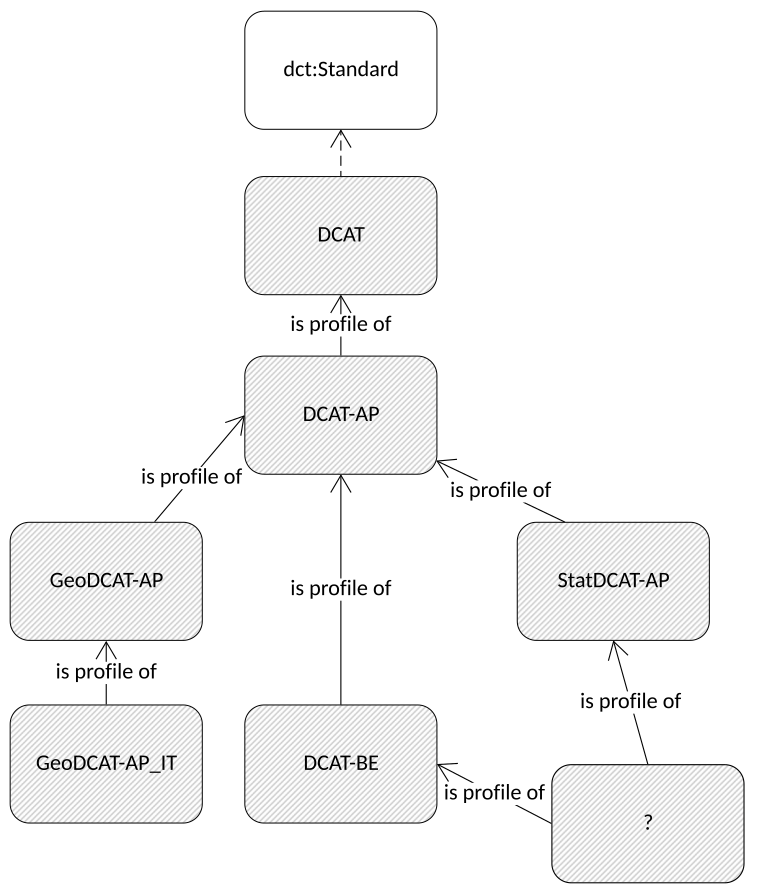 dct:Standard
DCAT
is profile of
DCAT-AP
is profile of
is profile of
is profile of
GeoDCAT-AP
StatDCAT-AP
is profile of
is profile of
GeoDCAT-AP_IT
DCAT-BE
is profile of
?